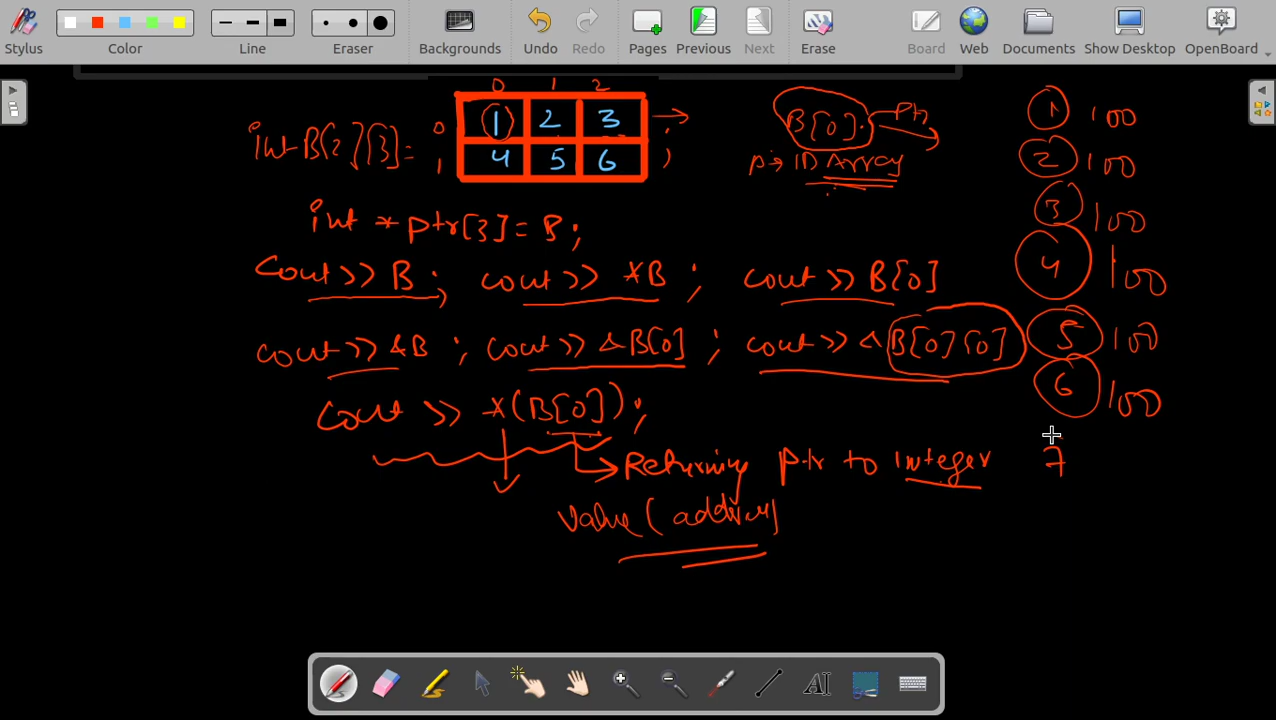 Stylus Color Line Eraser Backgrounds Undo Redo Pages Previous Next Erase Board Web Documents Show Desktop OpenBoard
0 1 2
int B[2][3]= 0 1 2 3
1 4 5 6
B[0]. Ptr
p→ 1D Array
int *ptr[3]= B;
cout>> B; cout>> *B ; cout>> B[0]
cout>> &B ; cout>> &B[0] ; cout>> &B[0][0]
cout >> *(B[0]);
Returning Ptr to integer
value( address)
1 100
2 100
3 100
4 100
5 100
6 100
7